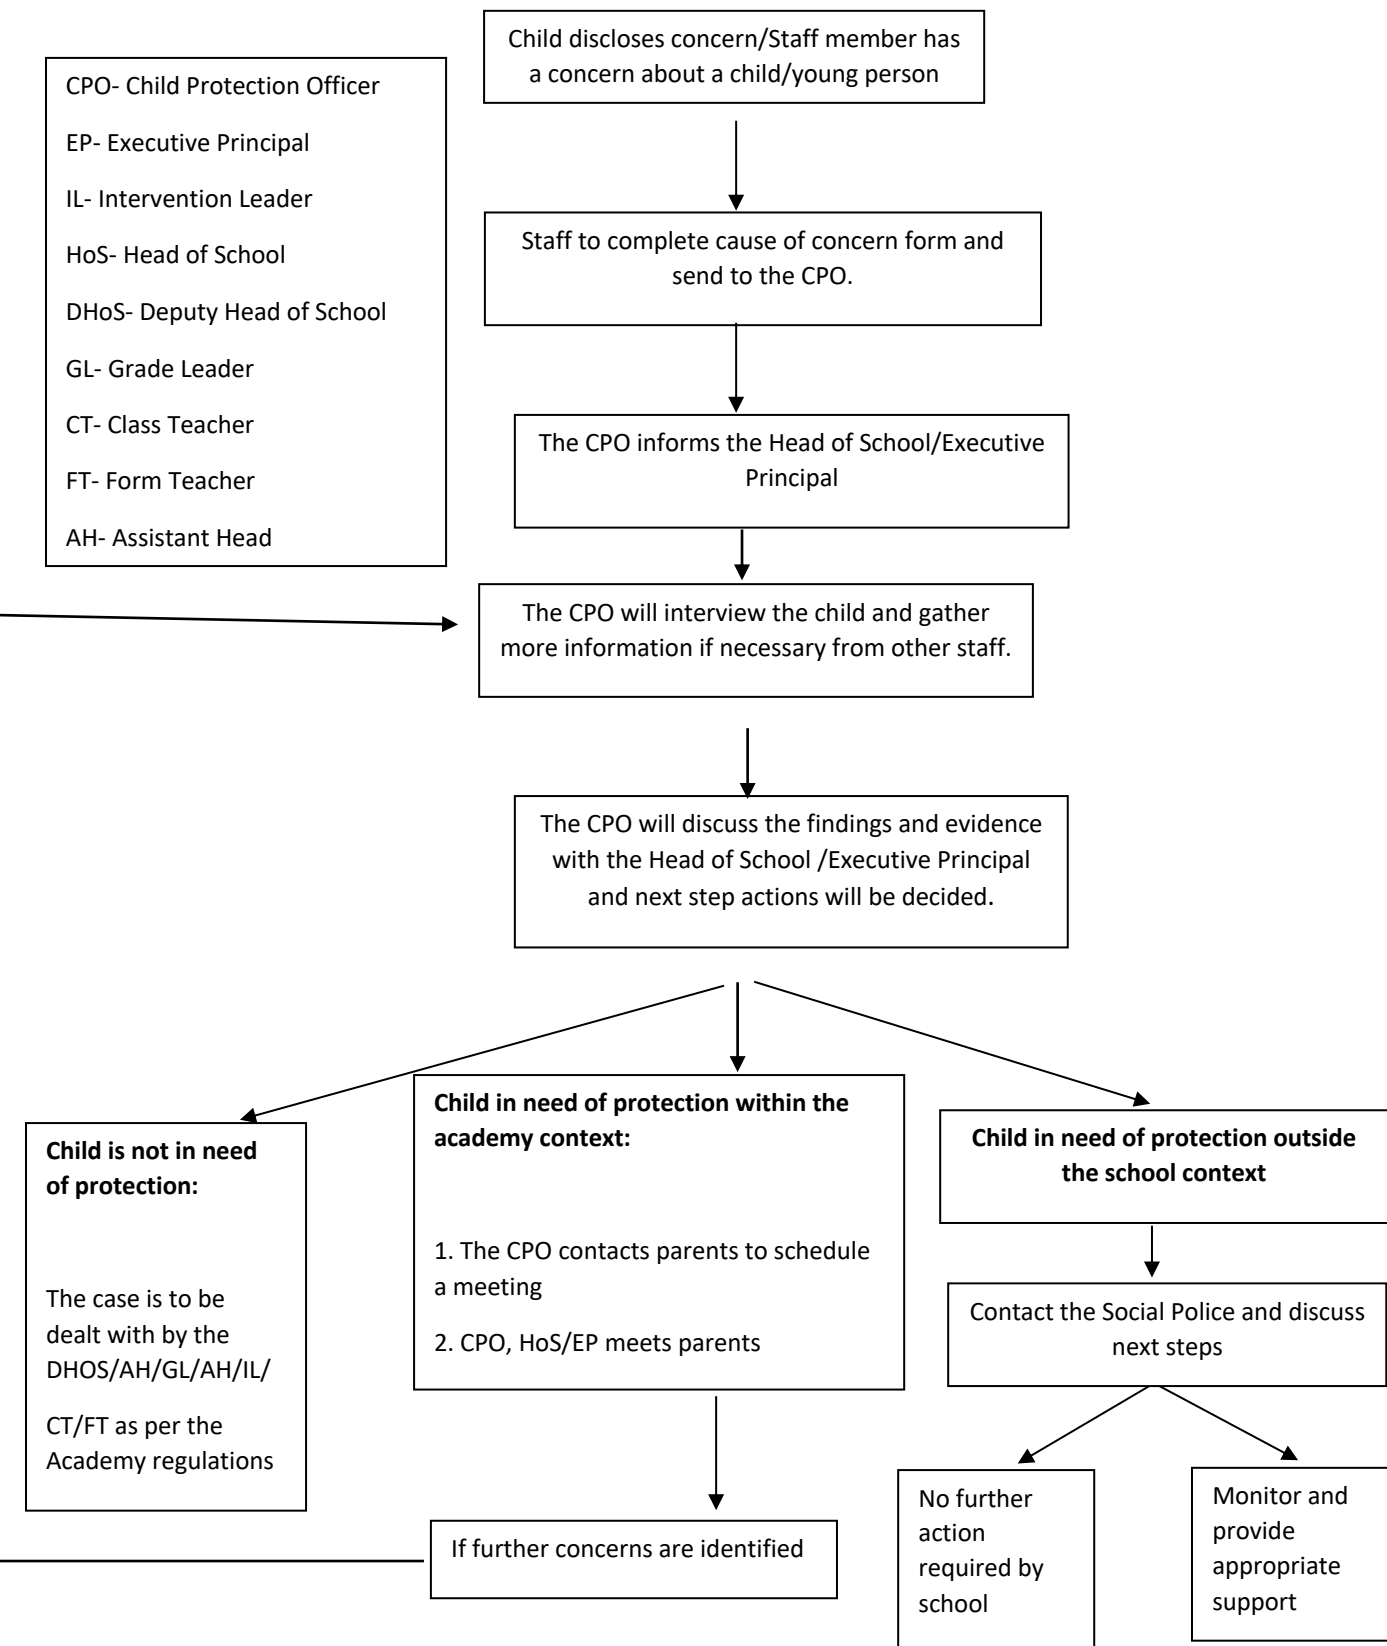 Child discloses concern/Staff member has
a concern about a child/young person
CPO- Child Protection Officer
EP- Executive Principal
IL- Intervention Leader
HoS- Head of School
DHoS- Deputy Head of School
GL- Grade Leader
CT- Class Teacher
FT- Form Teacher
AH- Assistant Head
Staff to complete cause of concern form and
send to the CPO.
The CPO informs the Head of School/Executive
Principal
The CPO will interview the child and gather
more information if necessary from other staff.
The CPO will discuss the findings and evidence
with the Head of School /Executive Principal
and next step actions will be decided.
Child is not in need
of protection:
The case is to be
dealt with by the
DHOS/AH/GL/AH/IL/
CT/FT as per the
Academy regulations
Child in need of protection within the
academy context:
1. The CPO contacts parents to schedule
a meeting
2. CPO, HoS/EP meets parents
If further concerns are identified
Child in need of protection outside
the school context
Contact the Social Police and discuss
next steps
No further
action
required by
school
Monitor and
provide
appropriate
support